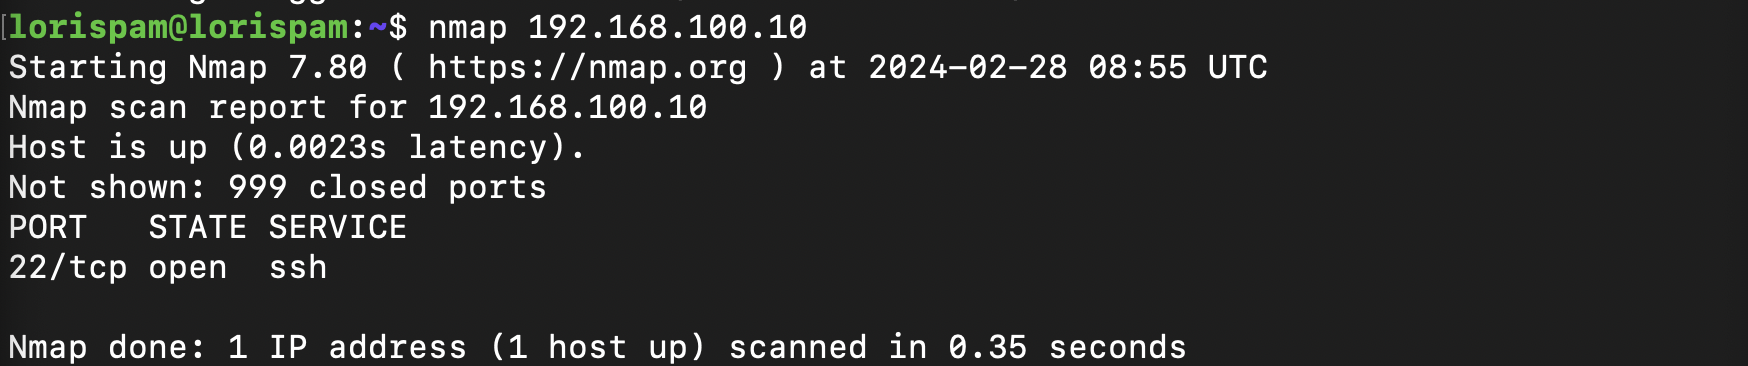 [lorispam@lorispam:~$ nmap 192.168.100.10
Starting Nmap 7.80 ( https://nmap.org ) at 2024-02-28 08:55 UTC
Nmap scan report for 192.168.100.10
Host is up (0.0023s latency).
Not shown: 999 closed ports
PORT   STATE SERVICE
22/tcp open  ssh

Nmap done: 1 IP address (1 host up) scanned in 0.35 seconds